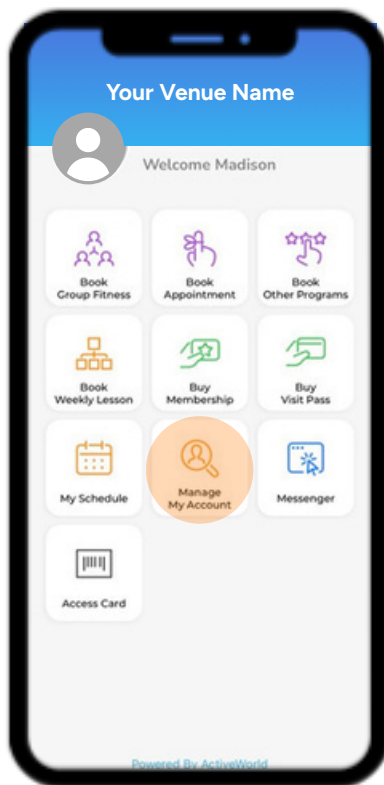 Your Venue Name
Welcome Madison
Book
Group Fitness
Book
Appointment
Book
Other Programs
Book
Weekly Lesson
Buy
Membership
Buy
Visit Pass
My Schedule
Manage
My Account
Messenger
Access Card
Powered By ActiveWorld